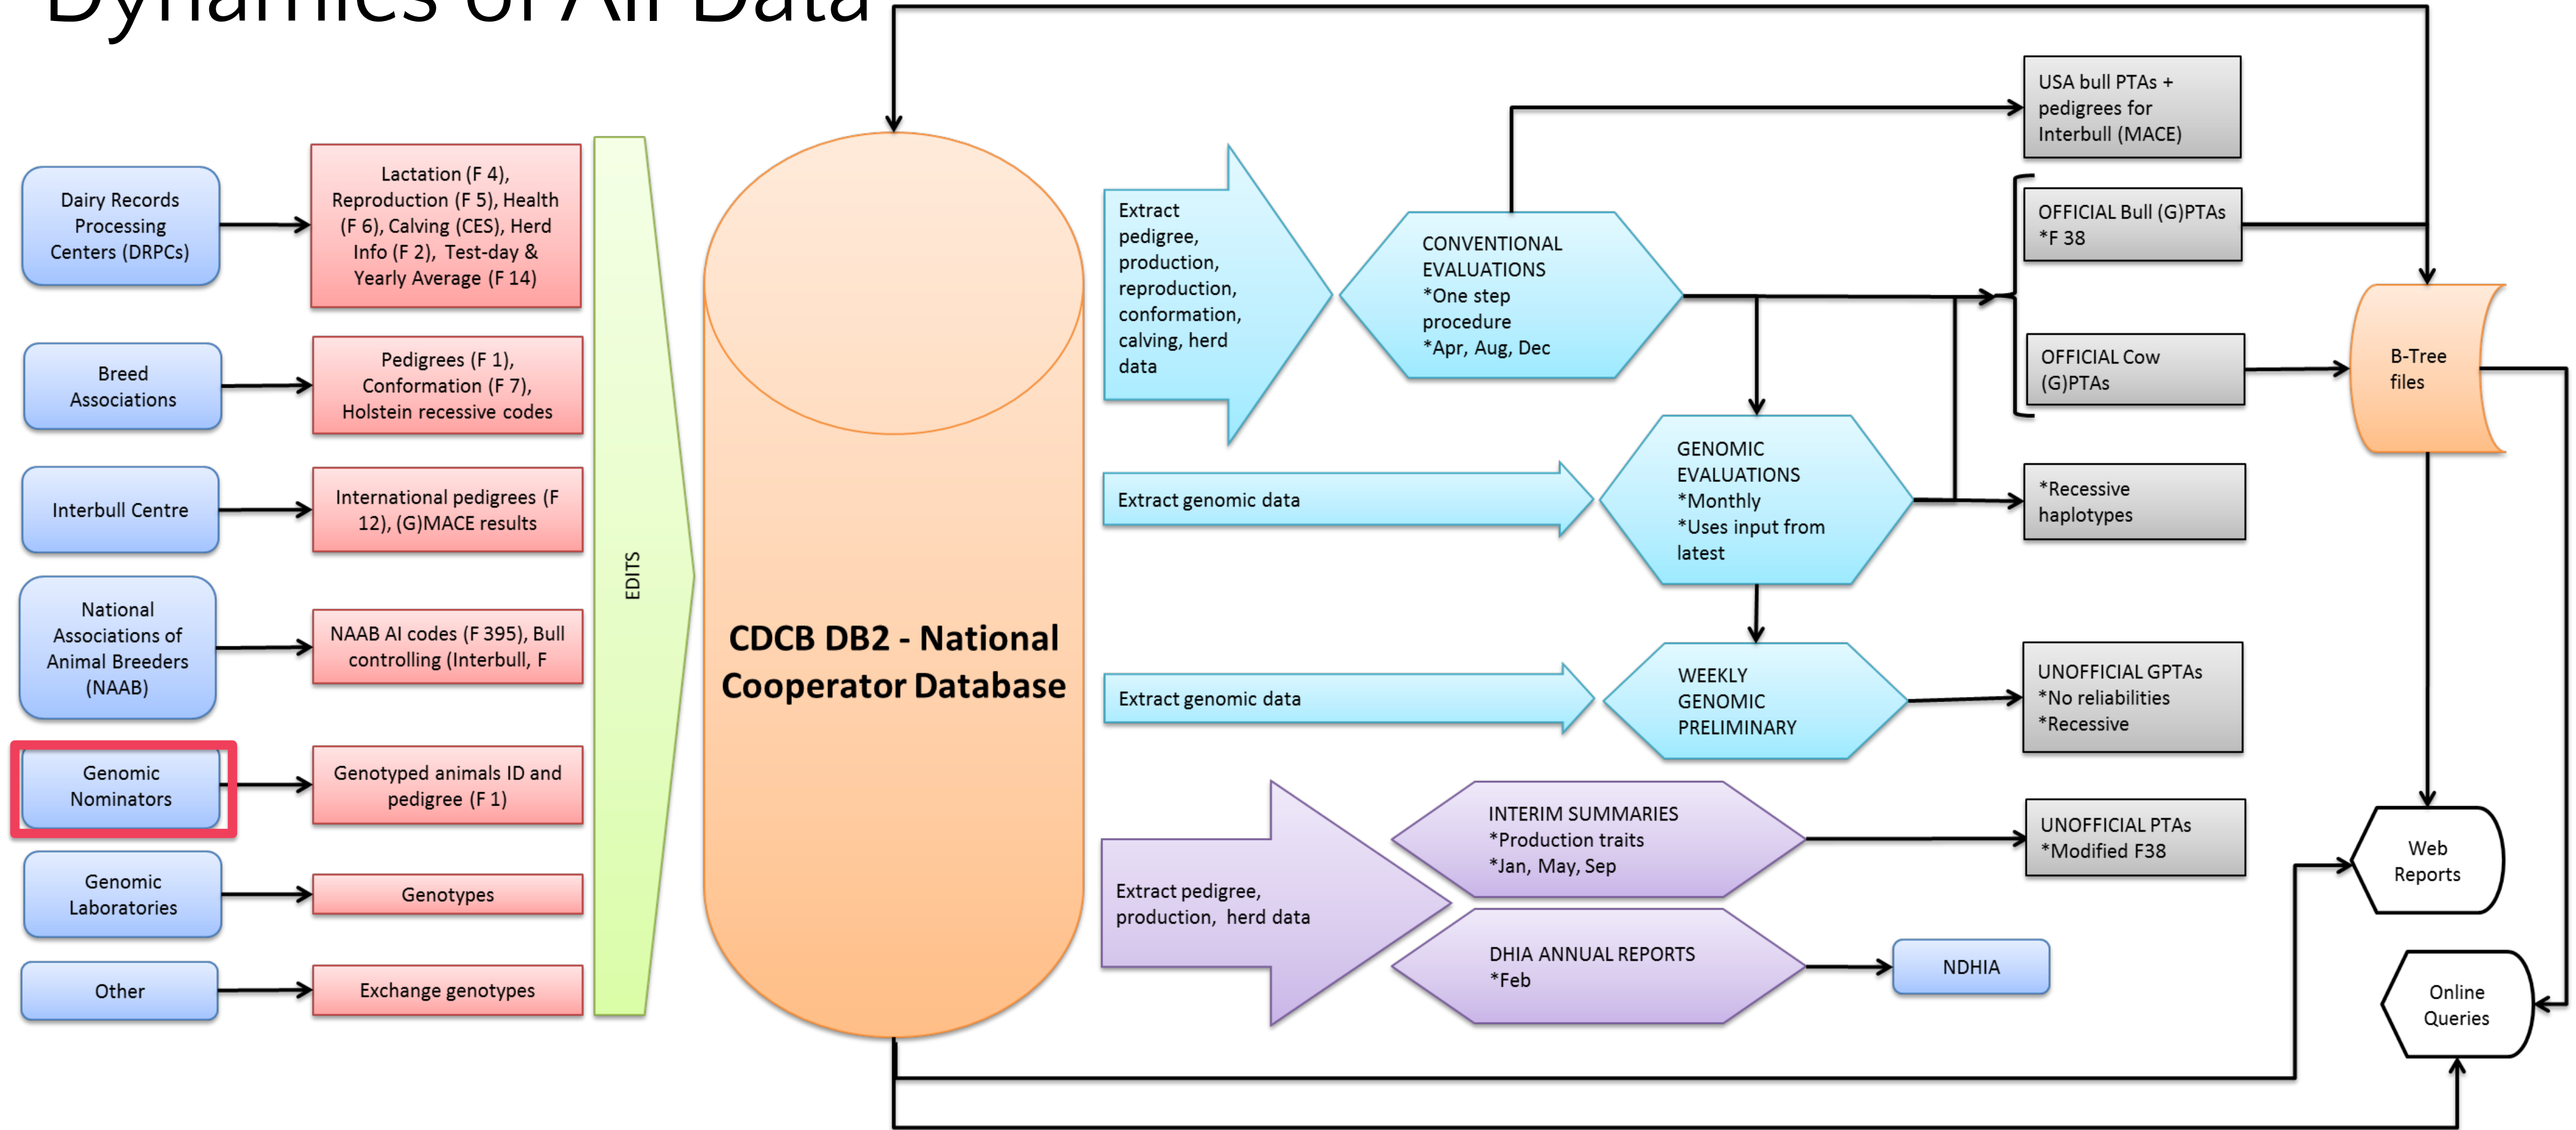 Dynamics of All Data
Dairy Records
Processing
Centers (DRPCs)
Lactation (F 4),
Reproduction (F 5), Health
(F 6), Calving (CES), Herd
Info (F 2), Test-day &
Yearly Average (F 14)
Breed
Associations
Pedigrees (F 1),
Conformation (F 7),
Holstein recessive codes
Interbull Centre
International pedigrees (F
12), (G)MACE results
National
Associations of
Animal Breeders
(NAAB)
NAAB AI codes (F 395), Bull
controlling (Interbull, F
Genomic
Nominators
Genotyped animals ID and
pedigree (F 1)
Genomic
Laboratories
Genotypes
Other
Exchange genotypes
EDITS
CDCB DB2 - National
Cooperator Database
Extract
pedigree,
production,
reproduction,
conformation,
calving, herd
data
CONVENTIONAL
EVALUATIONS
*One step
procedure
*Apr, Aug, Dec
Extract genomic data
GENOMIC
EVALUATIONS
*Monthly
*Uses input from
latest
Extract genomic data
WEEKLY
GENOMIC
PRELIMINARY
Extract pedigree,
production, herd data
INTERIM SUMMARIES
*Production traits
*Jan, May, Sep
DHIA ANNUAL REPORTS
*Feb
NDHIA
USA bull PTAs +
pedigrees for
Interbull (MACE)
OFFICIAL Bull (G)PTAs
*F 38
OFFICIAL Cow
(G)PTAs
*Recessive
haplotypes
UNOFFICIAL GPTAs
*No reliabilities
*Recessive
UNOFFICIAL PTAs
*Modified F38
B-Tree
files
Web
Reports
Online
Queries